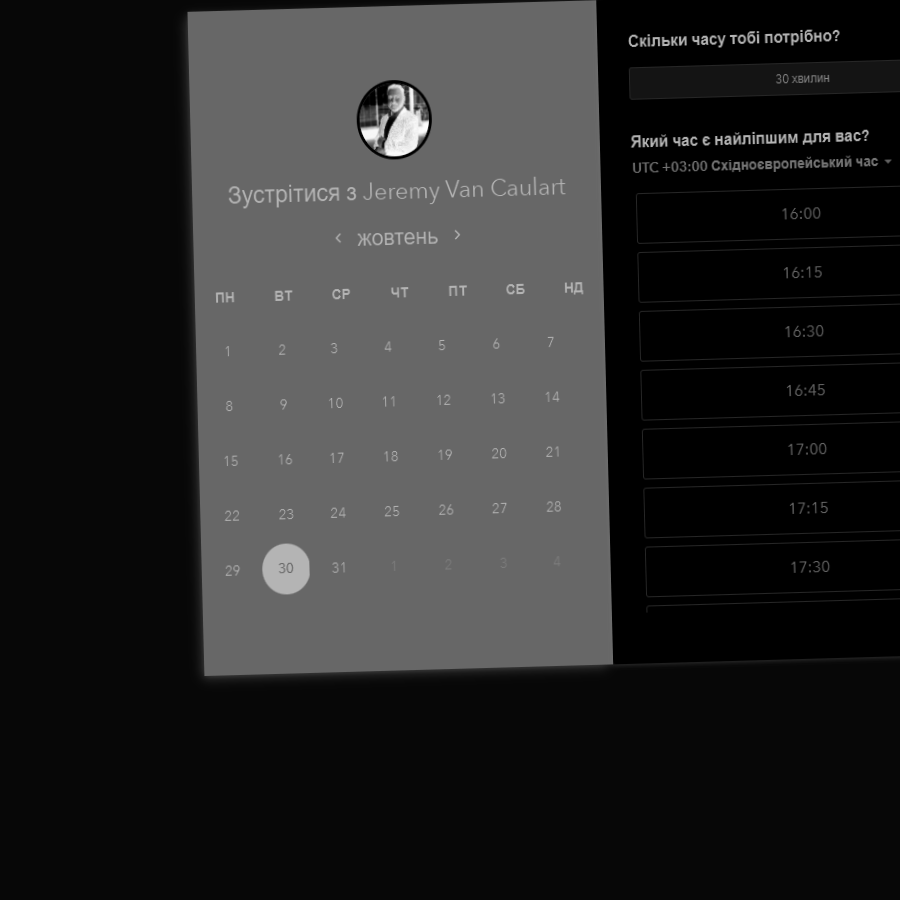 Зустрітися з Jeremy Van Caulart
жовтень
ПН ВТ СР ЧТ ПТ СБ НД
1 2 3 4 5 6 7
8 9 10 11 12 13 14
15 16 17 18 19 20 21
22 23 24 25 26 27 28
29 30 31 1 2 3 4
Скільки часу тобі потрібно?
30 хвилин
Який час є найліпшим для вас?
UTC +03:00 Східноєвропейський час
16:00
16:15
16:30
16:45
17:00
17:15
17:30